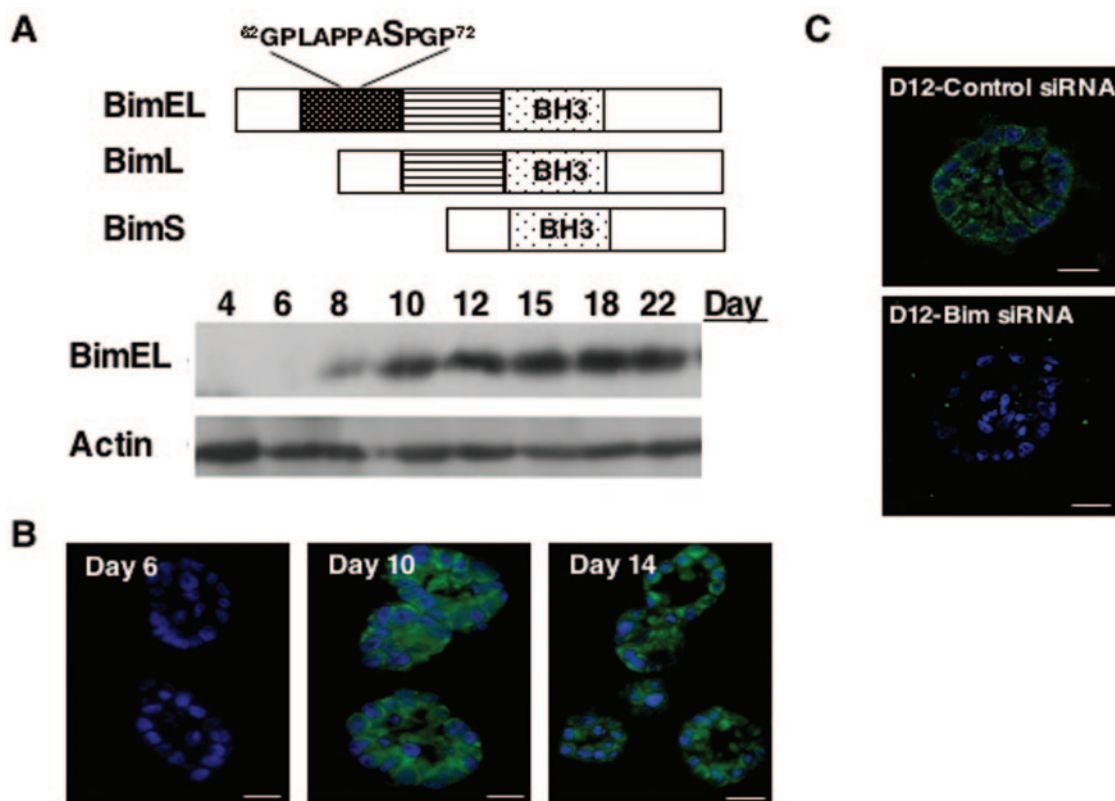 A
⁶²GPLAPPASPGP⁷²
BimEL BH3
BimL BH3
BimS BH3
4 6 8 10 12 15 18 22 Day
BimEL
Actin
B
Day 6 Day 10 Day 14
C
D12-Control siRNA
D12-Bim siRNA